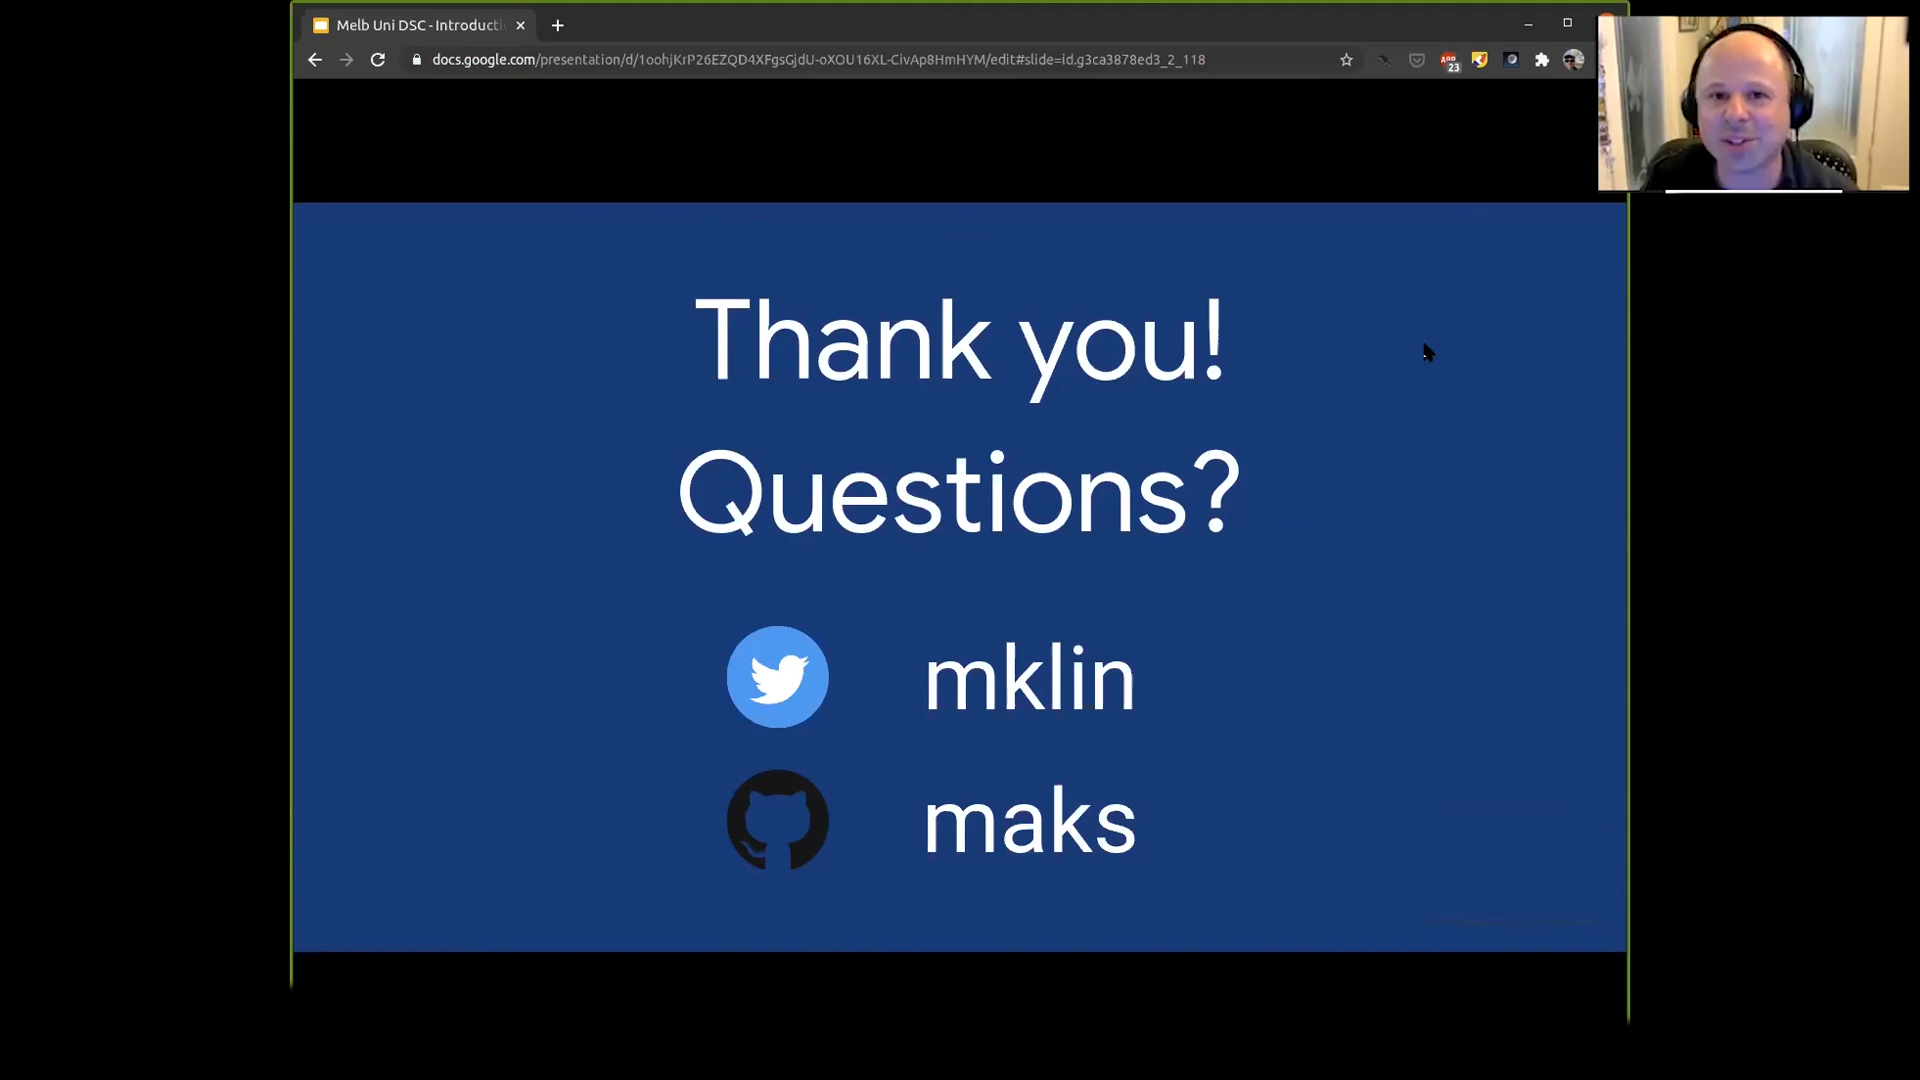 Melb Uni DSC - Introducti
docs.google.com/presentation/d/1oohjKrP26EZQD4XFgsGjdU-oXOU16XL-CivAp8HmHYM/edit#slide=id.g3ca3878ed3_2_118
23
Thank you!
Questions?
mklin
maks